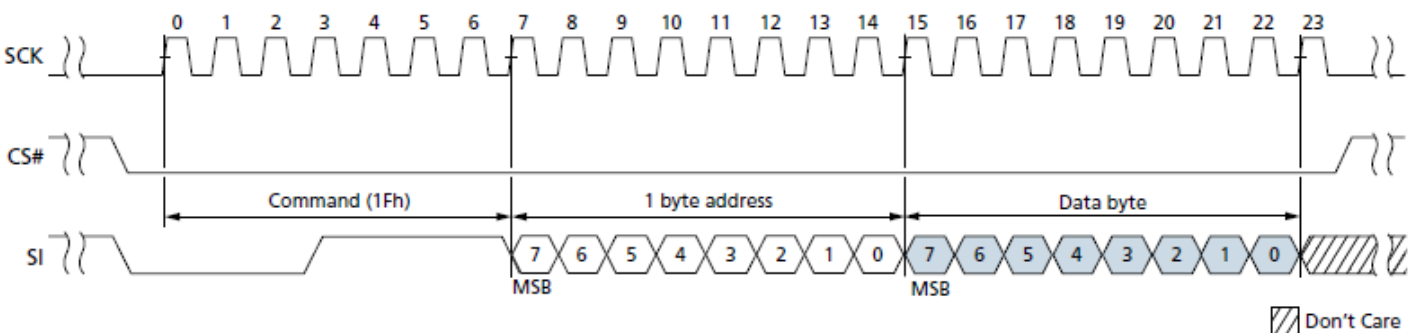 0 1 2 3 4 5 6 7 8 9 10 11 12 13 14 15 16 17 18 19 20 21 22 23
SCK
CS#
Command (1Fh) 1 byte address Data byte
SI 7 6 5 4 3 2 1 0 7 6 5 4 3 2 1 0
MSB MSB
Don't Care